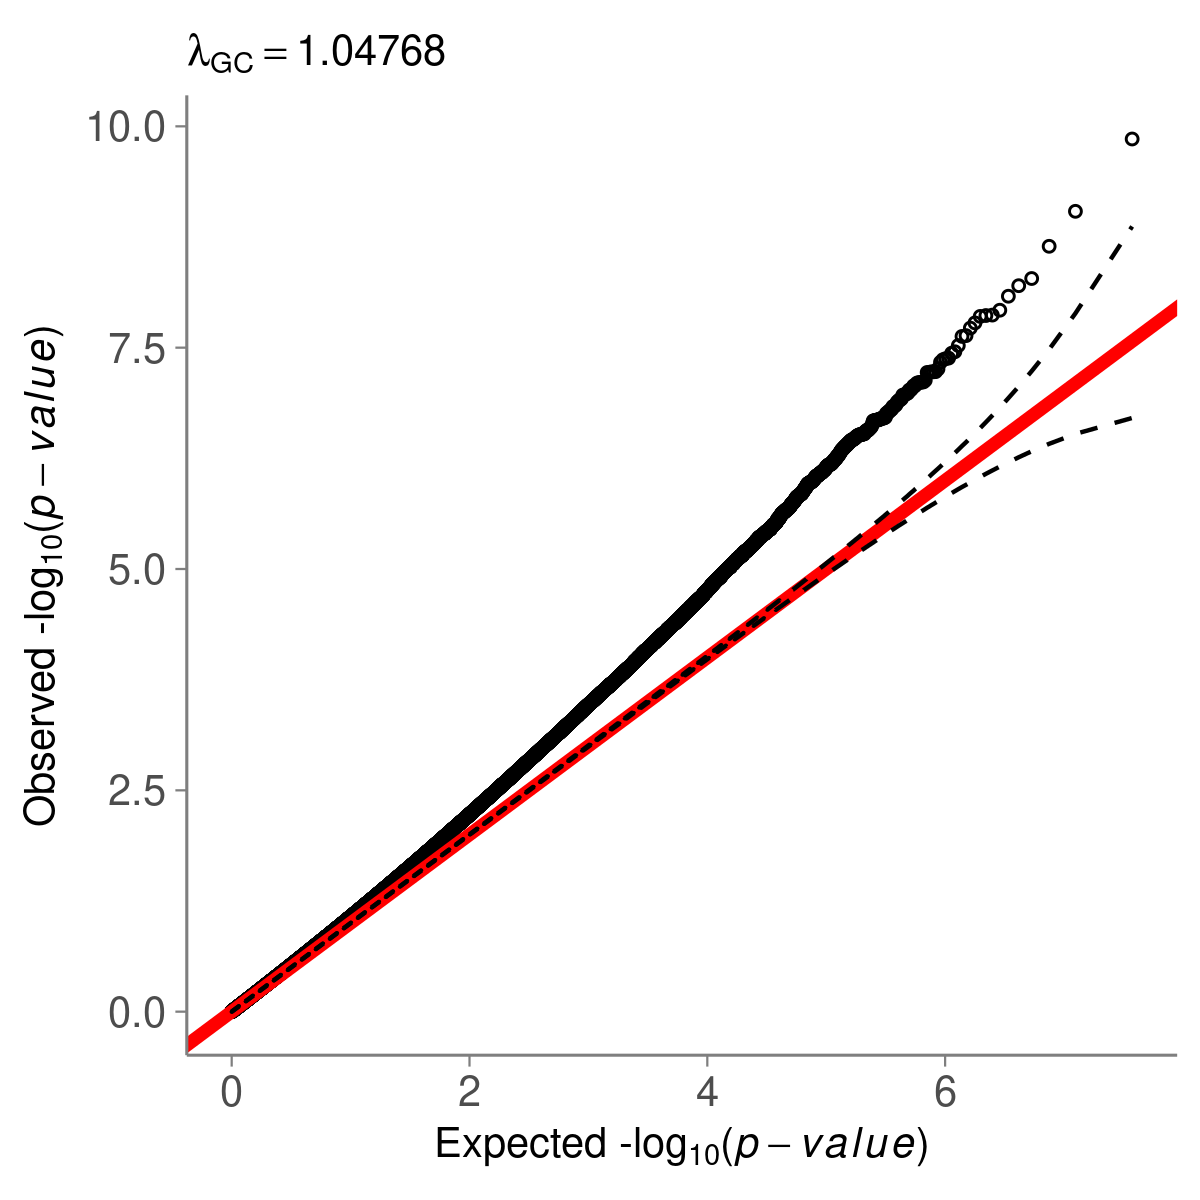 λGC = 1.04768
10.0
7.5
5.0
2.5
0.0
Observed -log10(p − value)
0 2 4 6
Expected -log10(p − value)